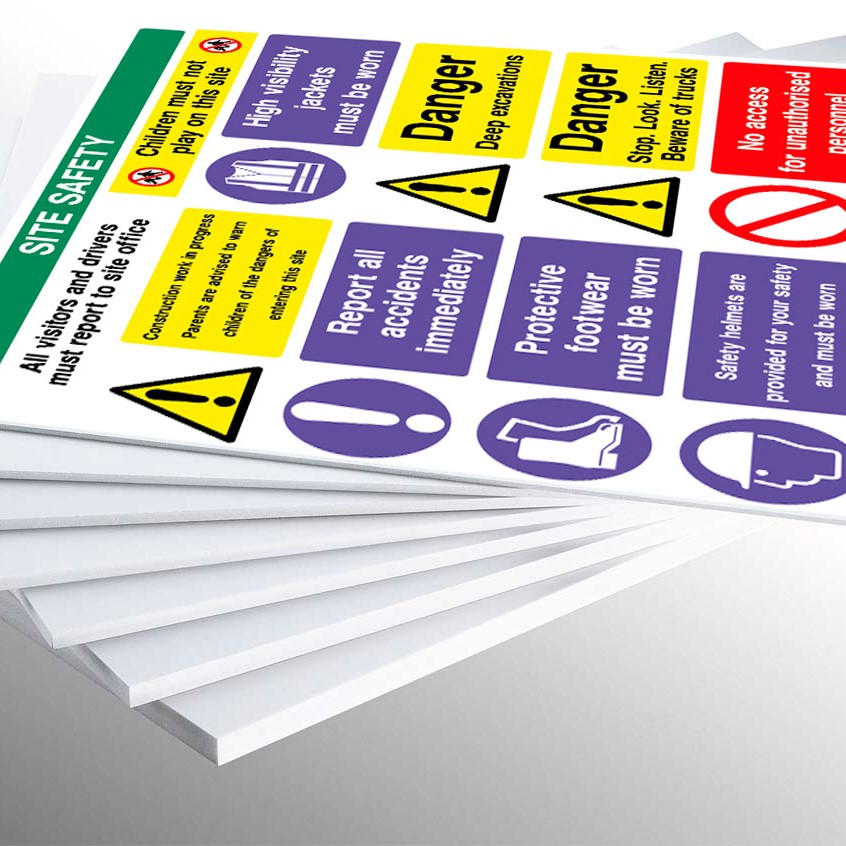 SITE SAFETY
All visitors and drivers
must report to site office
Children must not
play on this site
Construction work in progress
Parents are advised to warn
children of the dangers of
entering this site
High visibility
jackets
must be worn
Report all
accidents
immediately
Danger
Deep excavations
Protective
footwear
must be worn
Danger
Stop. Look. Listen.
Beware of trucks
Safety helmets are
provided for your safety
and must be worn
No access
for unauthorised
personnel